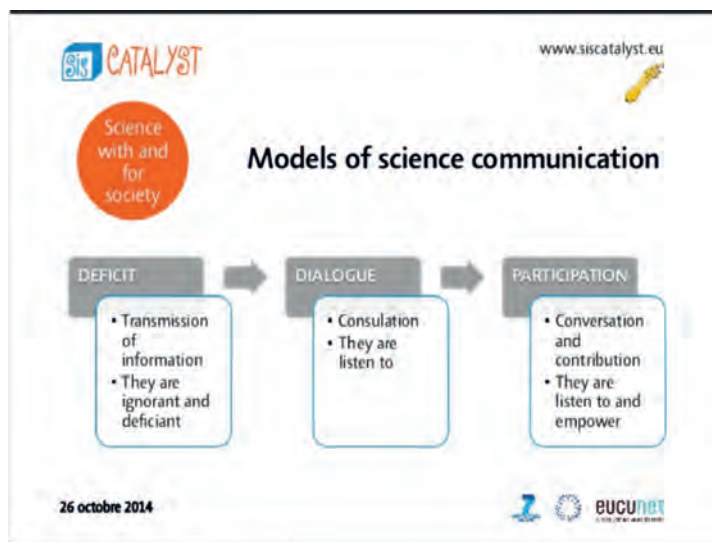 sis CATALYST
www.siscatalyst.eu
Science
with and
for
society
Models of science communication
DEFICIT
• Transmission
of
information
• They are
ignorant and
deficiant
DIALOGUE
• Consulation
• They are
listen to
PARTICIPATION
• Conversation
and
contribution
• They are
listen to and
empower
26 octobre 2014
7
eucunet